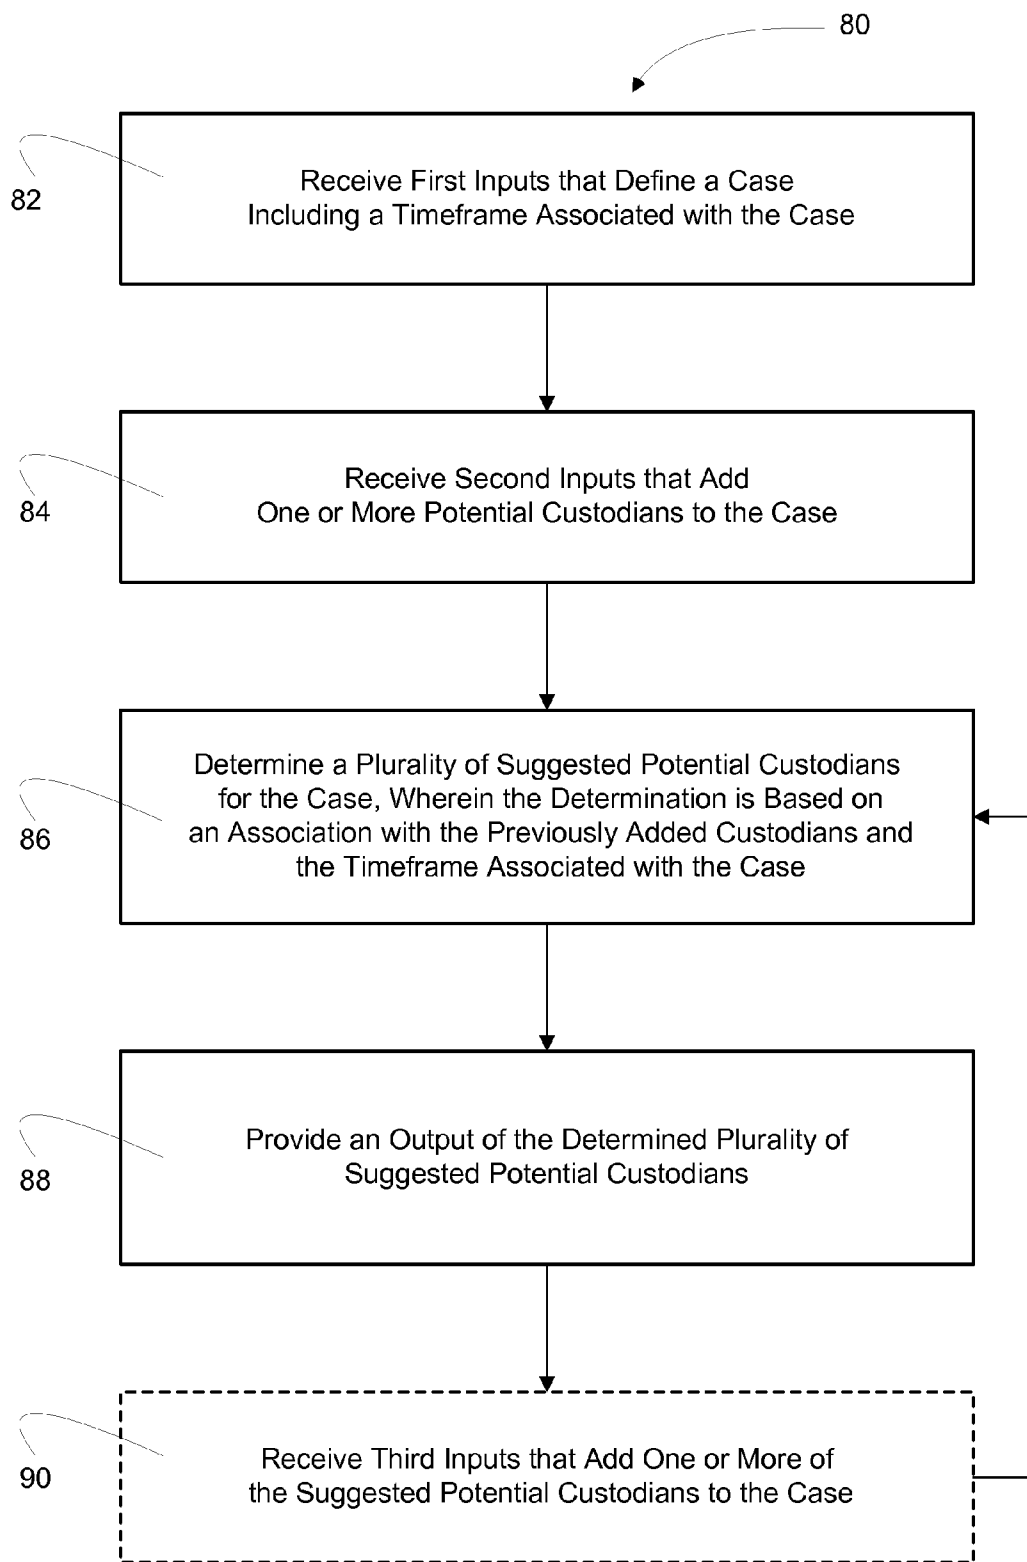 80
82
Receive First Inputs that Define a Case
Including a Timeframe Associated with the Case
84
Receive Second Inputs that Add
One or More Potential Custodians to the Case
86
Determine a Plurality of Suggested Potential Custodians
for the Case, Wherein the Determination is Based on
an Association with the Previously Added Custodians and
the Timeframe Associated with the Case
88
Provide an Output of the Determined Plurality of
Suggested Potential Custodians
90
Receive Third Inputs that Add One or More of
the Suggested Potential Custodians to the Case